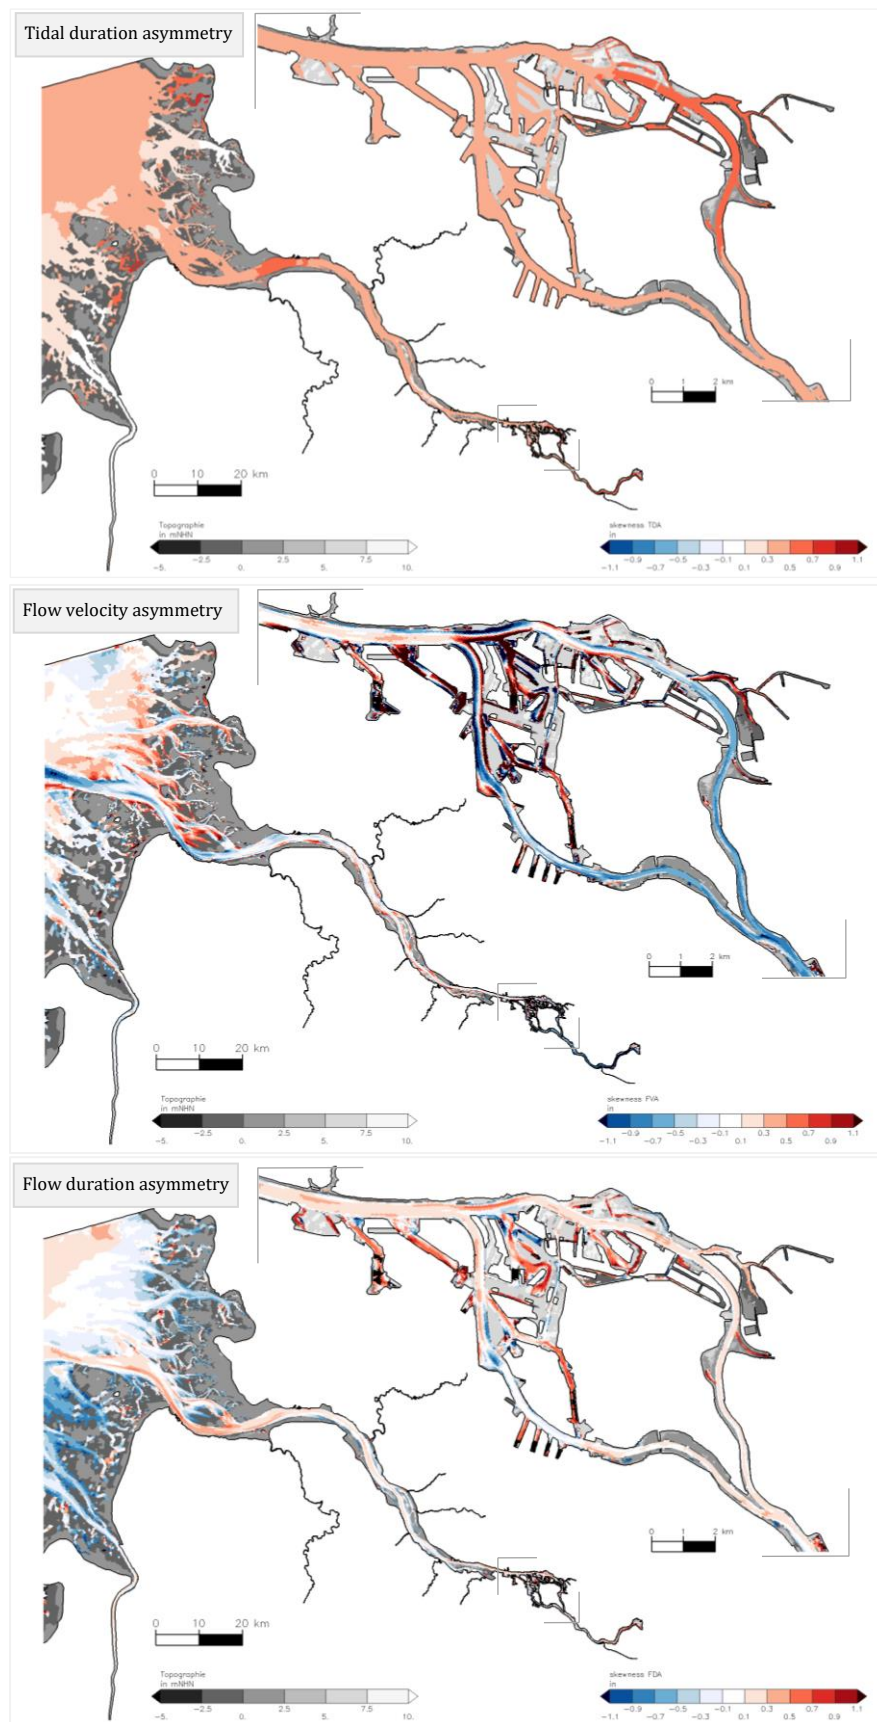 Tidal duration asymmetry
0 1 2 km
0 10 20 km
Topographie
in mNHN
-5. -2.5 0. 2.5 5. 7.5 10.
skewness TDA
in
-1.1 -0.9 -0.7 -0.5 -0.3 -0.1 0.1 0.3 0.5 0.7 0.9 1.1
Flow velocity asymmetry
0 1 2 km
0 10 20 km
Topographie
in mNHN
-5. -2.5 0. 2.5 5. 7.5 10.
skewness FVA
in
-1.1 -0.9 -0.7 -0.5 -0.3 -0.1 0.1 0.3 0.5 0.7 0.9 1.1
Flow duration asymmetry
0 1 2 km
0 10 20 km
Topographie
in mNHN
-5. -2.5 0. 2.5 5. 7.5 10.
skewness FDA
in
-1.1 -0.9 -0.7 -0.5 -0.3 -0.1 0.1 0.3 0.5 0.7 0.9 1.1